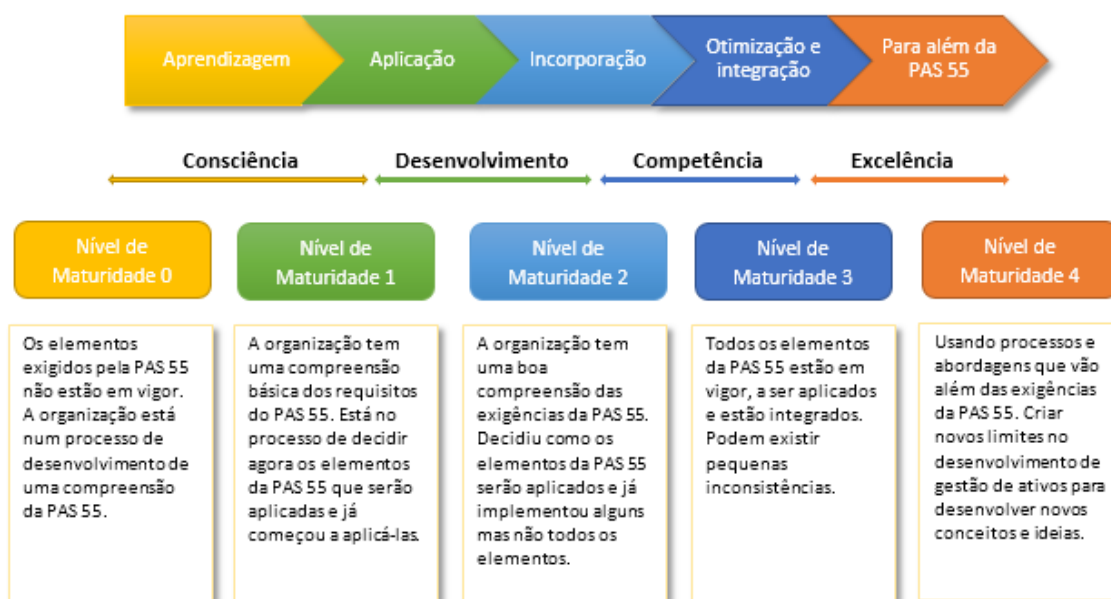 Aprendizagem
Aplicação
Incorporação
Otimização e
integração
Para além da
PAS 55
Consciência
Desenvolvimento
Competência
Excelência
Nível de
Maturidade 0
Nível de
Maturidade 1
Nível de
Maturidade 2
Nível de
Maturidade 3
Nível de
Maturidade 4
Os elementos
exigidos pela PAS 55
não estão em vigor.
A organização está
num processo de
desenvolvimento de
uma compreensão
da PAS 55.
A organização tem
uma compreensão
básica dos requisitos
do PAS 55. Está no
processo de decidir
agora os elementos
da PAS 55 que serão
aplicadas e já
começou a aplicá-las.
A organização tem
uma boa
compreensão das
exigências da PAS 55.
Decidiu como os
elementos da PAS 55
serão aplicados e já
implementou alguns
mas não todos os
elementos.
Todos os elementos
da PAS 55 estão em
vigor, a ser aplicados
e estão integrados.
Podem existir
pequenas
inconsistências.
Usando processos e
abordagens que vão
além das exigências
da PAS 55. Criar
novos limites no
desenvolvimento de
gestão de ativos para
desenvolver novos
conceitos e ideias.